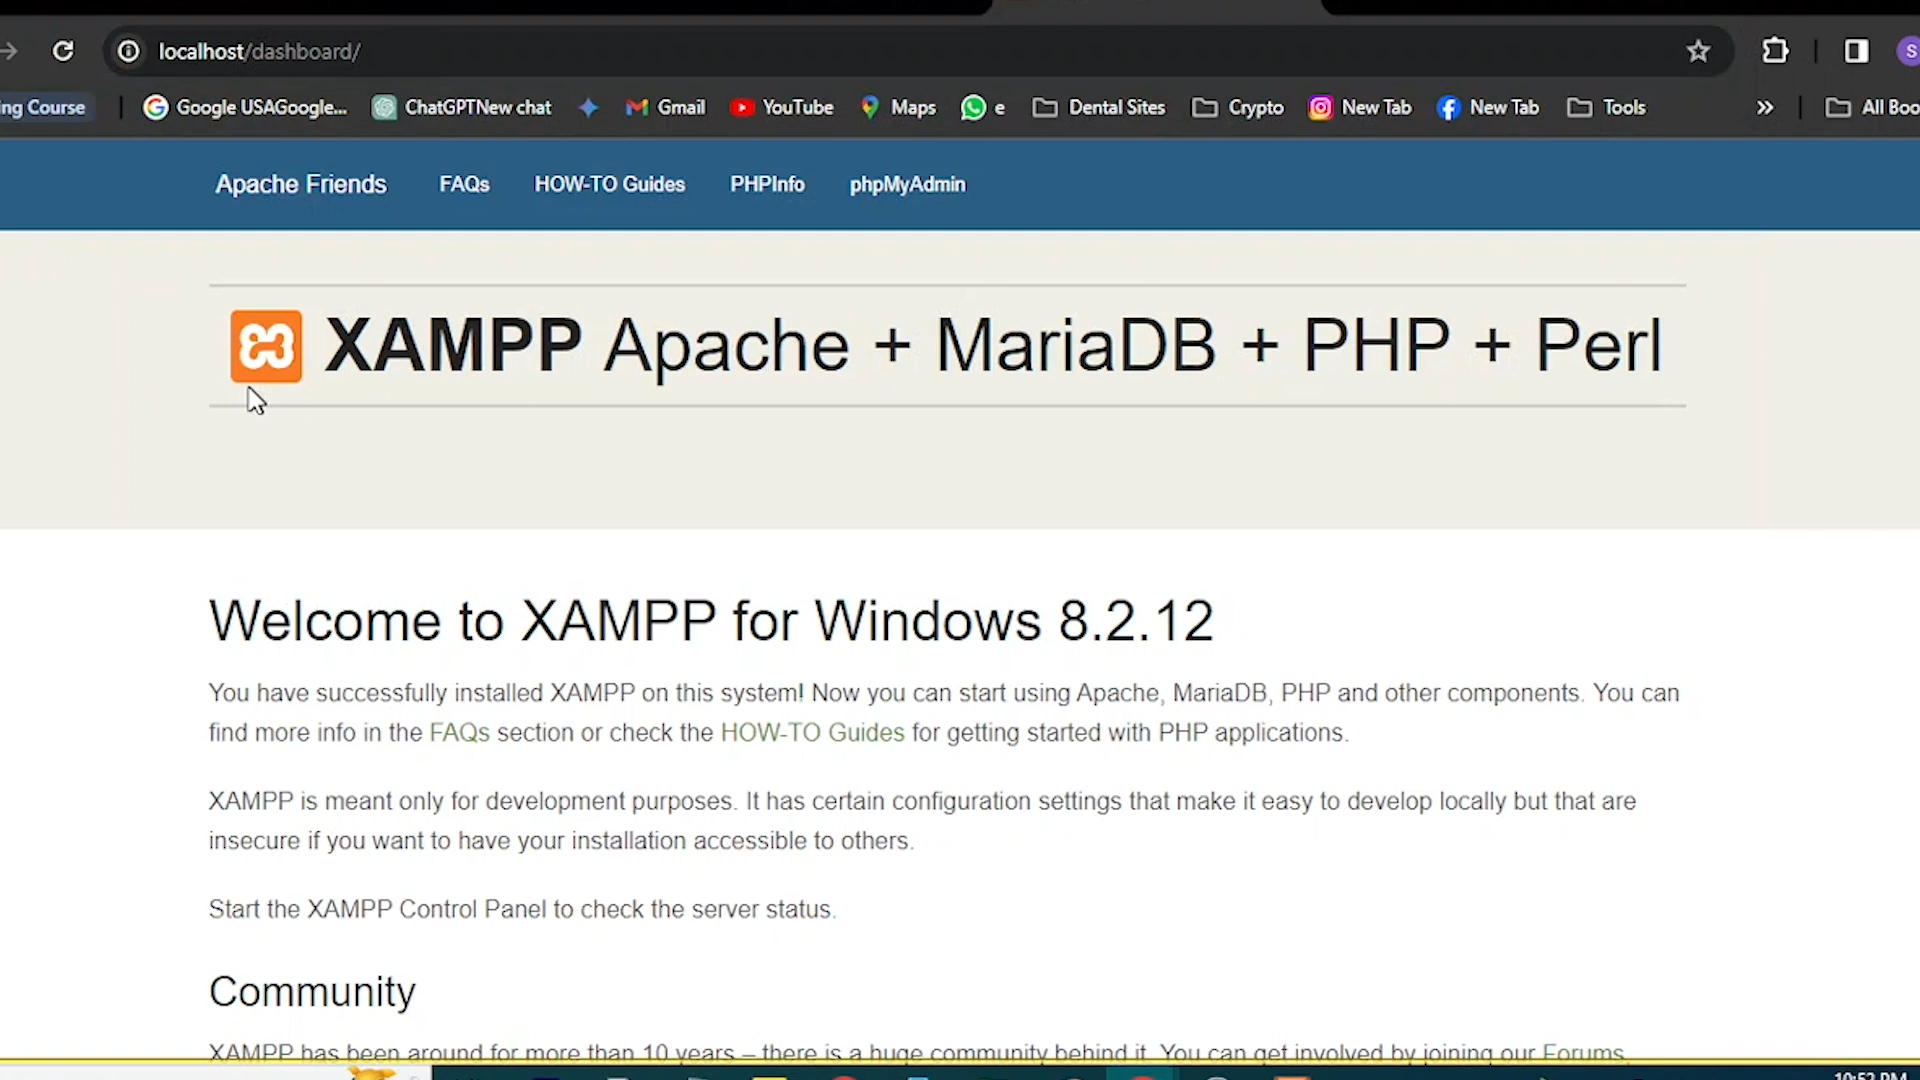 localhost/dashboard/
S
ng Course Google USAGoogle... ChatGPTNew chat Gmail YouTube Maps e Dental Sites Crypto New Tab New Tab Tools » All Boo
Apache Friends FAQs HOW-TO Guides PHPInfo phpMyAdmin
XAMPP Apache + MariaDB + PHP + Perl
Welcome to XAMPP for Windows 8.2.12
You have successfully installed XAMPP on this system! Now you can start using Apache, MariaDB, PHP and other components. You can
find more info in the FAQs section or check the HOW-TO Guides for getting started with PHP applications.
XAMPP is meant only for development purposes. It has certain configuration settings that make it easy to develop locally but that are
insecure if you want to have your installation accessible to others.
Start the XAMPP Control Panel to check the server status.
Community
XAMPP has been around for more than 10 years – there is a huge community behind it. You can get involved by joining our Forums,
10:52 PM